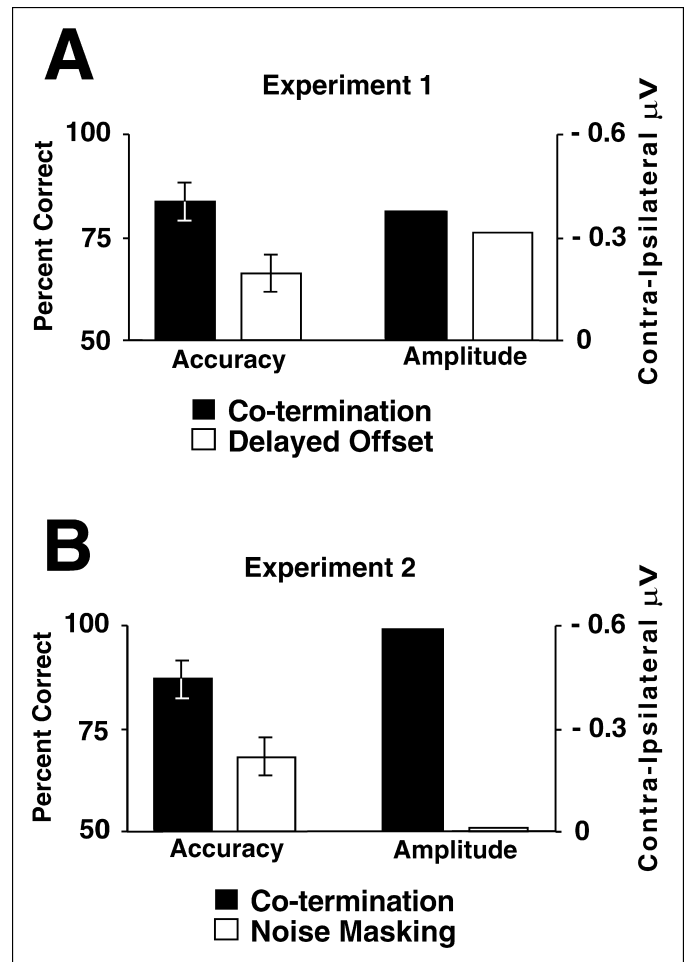 A
Experiment 1
Percent Correct
100
75
50
- 0.6
- 0.3
0
Contra-Ipsilateral μV
Accuracy
Amplitude
Co-termination
Delayed Offset
B
Experiment 2
Percent Correct
100
75
50
- 0.6
- 0.3
0
Contra-Ipsilateral μV
Accuracy
Amplitude
Co-termination
Noise Masking